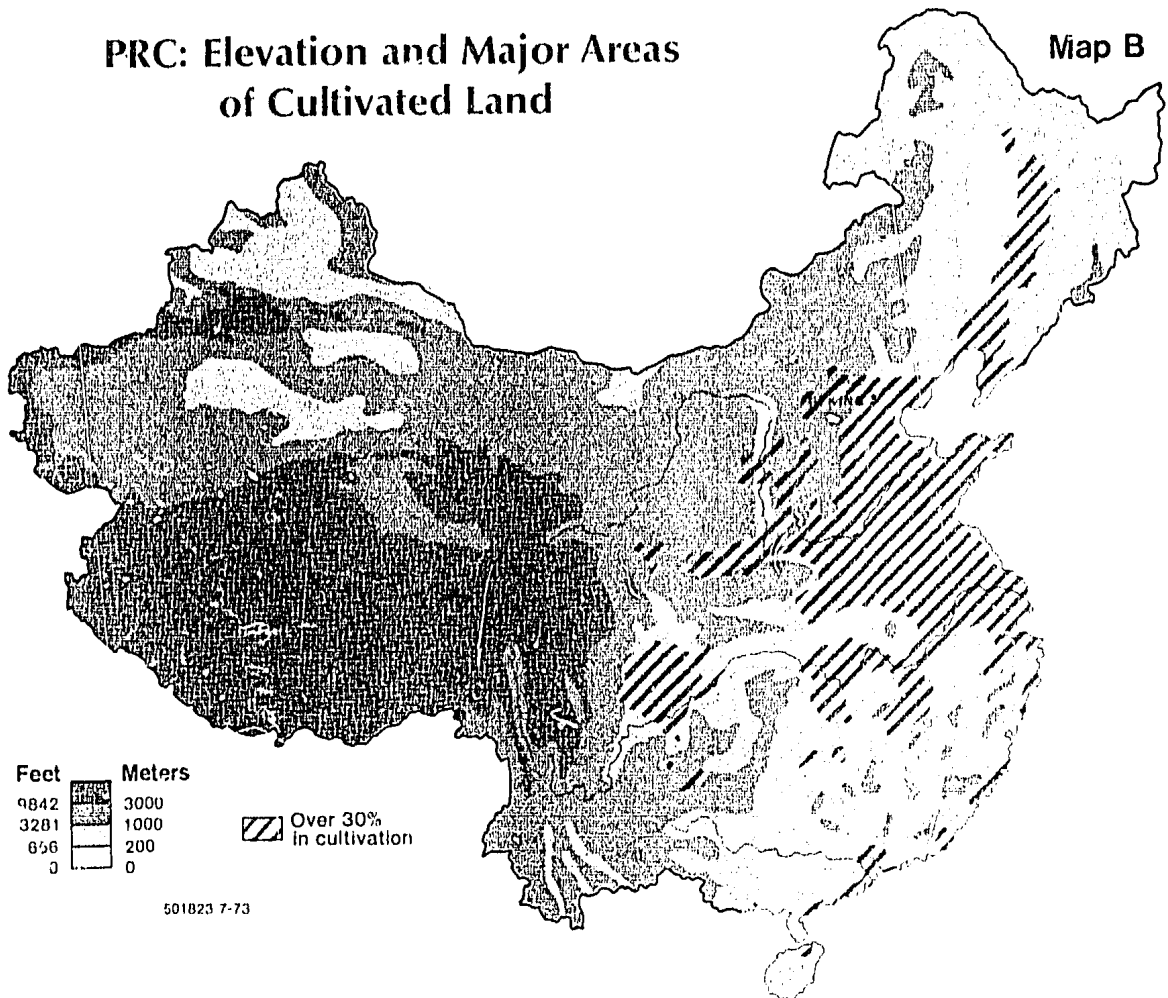 PRC: Elevation and Major Areas
of Cultivated Land
Map B
Feet Meters
9842 3000
3281 1000
656 200
0 0
Over 30%
in cultivation
501823 7-73